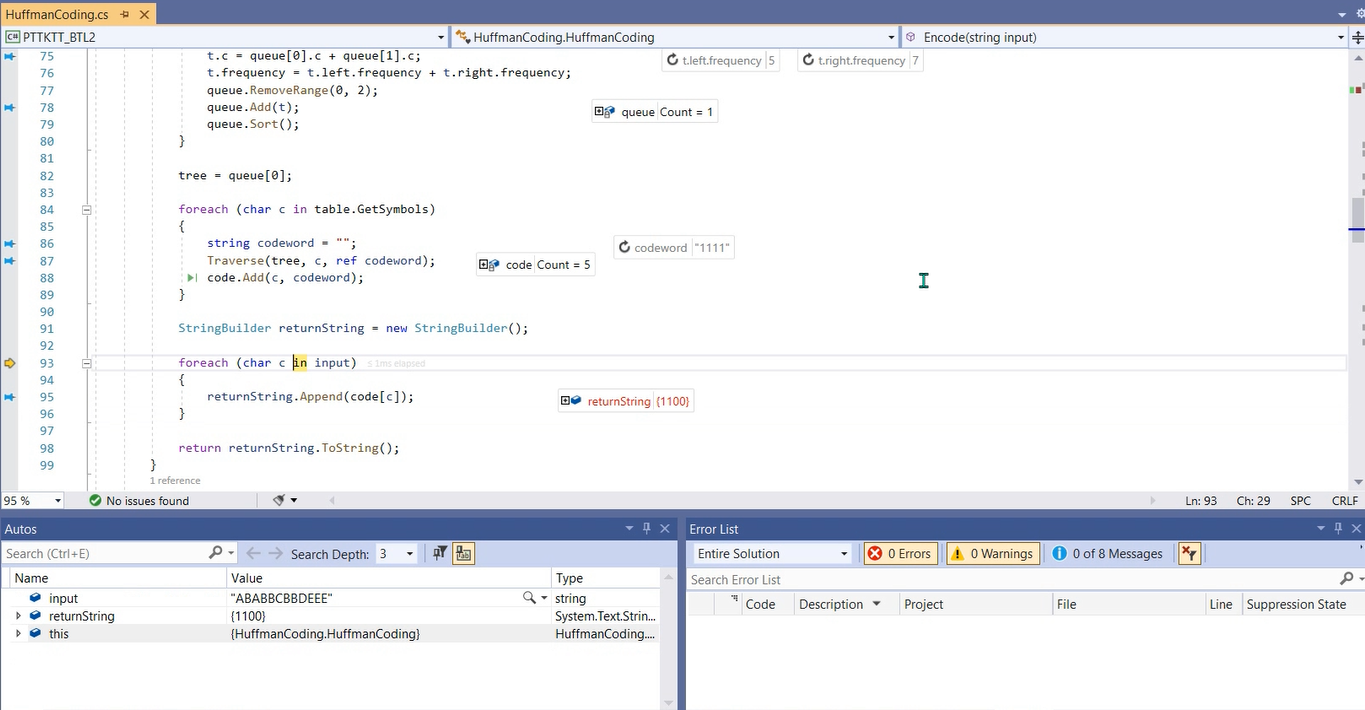 HuffmanCoding.cs
C# PTTKTT_BTL2 HuffmanCoding.HuffmanCoding Encode(string input)
75 t.c = queue[0].c + queue[1].c; t.left.frequency 5 t.right.frequency 7
76 t.frequency = t.left.frequency + t.right.frequency;
77 queue.RemoveRange(0, 2);
78 queue.Add(t); queue Count = 1
79 queue.Sort();
80 }
81
82 tree = queue[0];
83
84 foreach (char c in table.GetSymbols)
85 {
86 string codeword = ""; codeword "1111"
87 Traverse(tree, c, ref codeword); code Count = 5
88 code.Add(c, codeword);
89 }
90
91 StringBuilder returnString = new StringBuilder();
92
93 foreach (char c in input) ≤ 1ms elapsed
94 {
95 returnString.Append(code[c]); returnString {1100}
96 }
97
98 return returnString.ToString();
99 }
1 reference
95 % No issues found Ln: 93 Ch: 29 SPC CRLF
Autos
Search (Ctrl+E) Search Depth: 3
Name Value Type
input "ABABBCBBDEEE" string
returnString {1100} System.Text.Strin...
this {HuffmanCoding.HuffmanCoding} HuffmanCoding....
Error List
Entire Solution 0 Errors 0 Warnings 0 of 8 Messages
Search Error List
Code Description Project File Line Suppression State